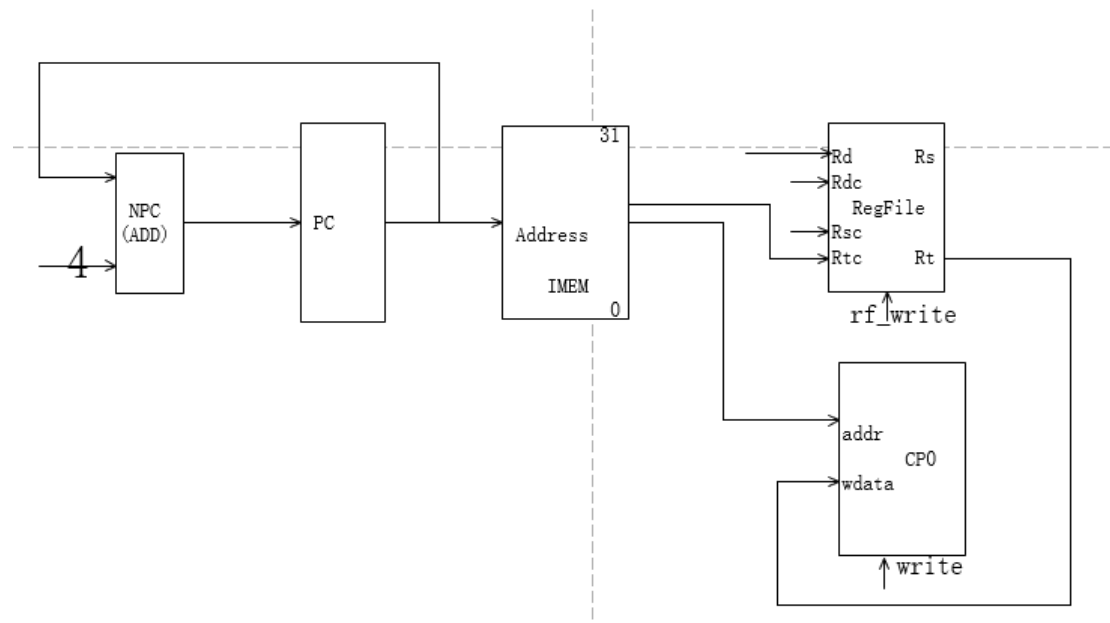 4
NPC
(ADD)
PC
31
Address
IMEM
0
Rd
Rs
Rdc
RegFile
Rsc
Rtc
Rt
rf_write
addr
CP0
wdata
write